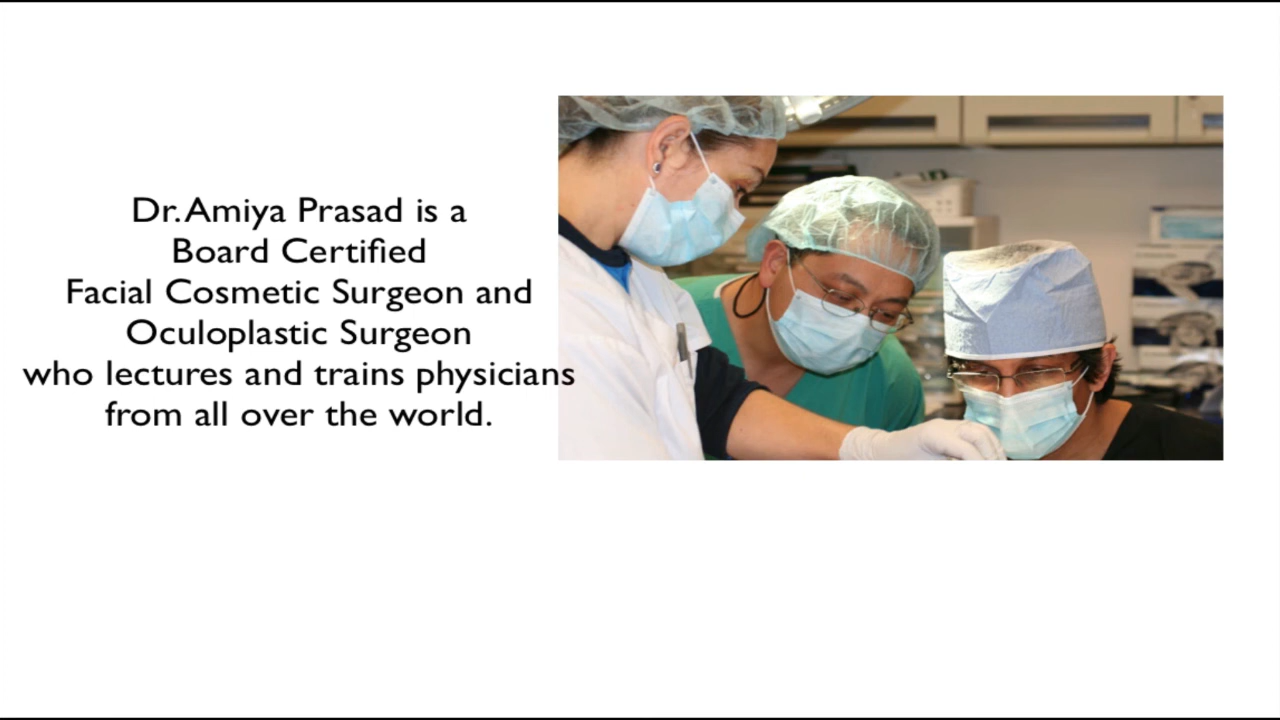 Dr. Amiya Prasad is a
Board Certified
Facial Cosmetic Surgeon and
Oculoplastic Surgeon
who lectures and trains physicians
from all over the world.